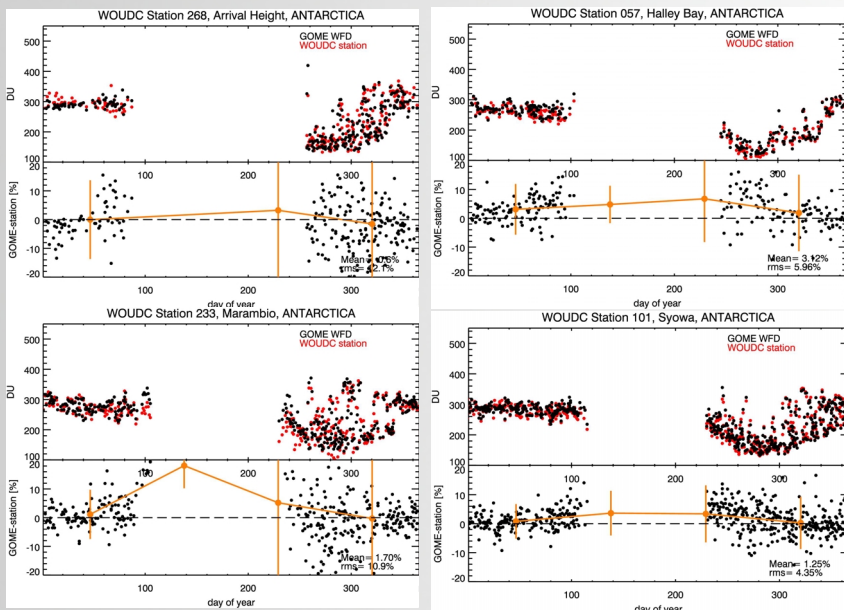 WOUDC Station 268, Arrival Height, ANTARCTICA
GOME WFD
WOUDC station
DU
500
400
300
200
100
100 200 300
GOME-station [%]
20
10
0
-10
-20
rms=
100 200 300
day of year
WOUDC Station 057, Halley Bay, ANTARCTICA
GOME WFD
WOUDC station
DU
500
400
300
200
100
100 200 300
GOME-station [%]
20
10
0
-10
-20
Mean= 3.12%
rms= 5.96%
100 200 300
day of year
WOUDC Station 233, Marambio, ANTARCTICA
GOME WFD
WOUDC station
DU
500
400
300
200
100
100 200 300
GOME-station [%]
20
10
0
-10
-20
Mean= 1.70%
rms= 10.9%
100 200 300
day of year
WOUDC Station 101, Syowa, ANTARCTICA
GOME WFD
WOUDC station
DU
500
400
300
200
100
100 200 300
GOME-station [%]
20
10
0
-10
-20
Mean= 1.25%
rms= 4.35%
100 200 300
day of year